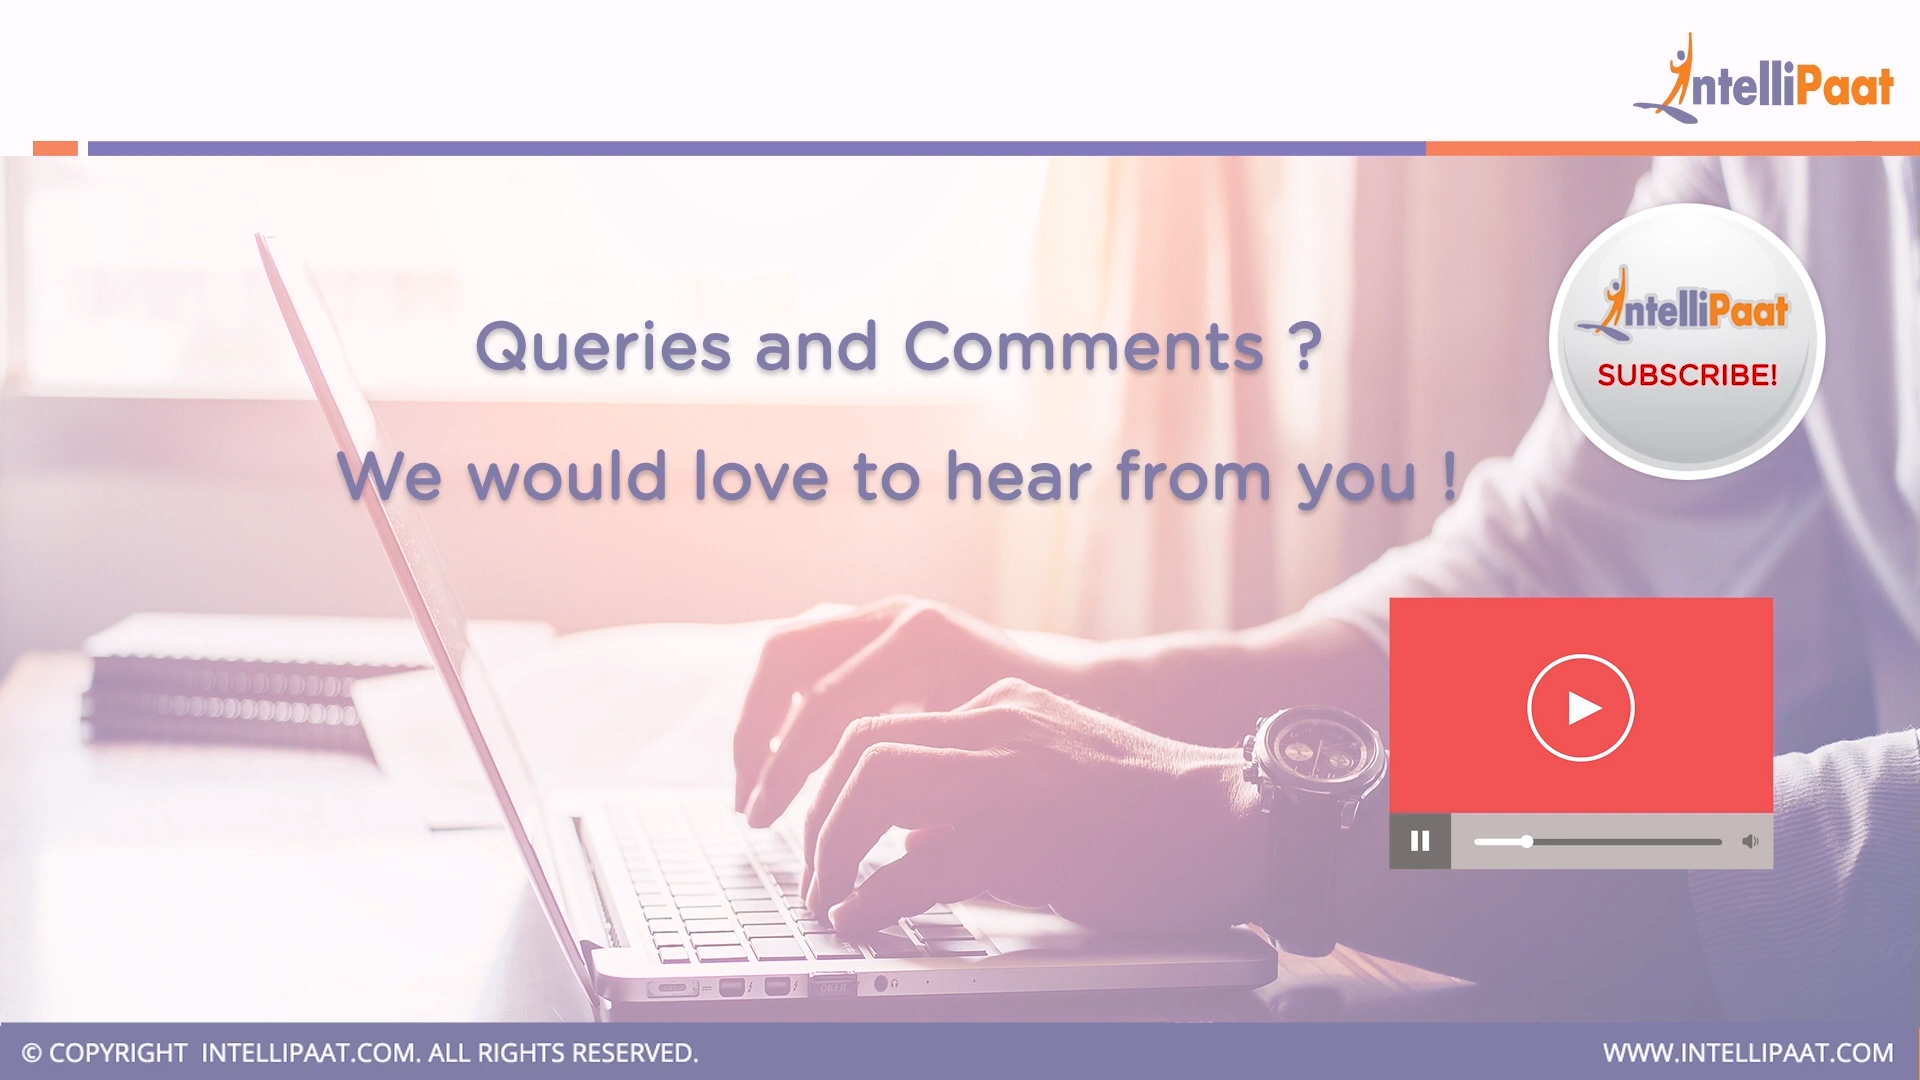 IntelliPaat
Queries and Comments ?
We would love to hear from you !
IntelliPaat
SUBSCRIBE!
© COPYRIGHT INTELLIPAAT.COM. ALL RIGHTS RESERVED.
WWW.INTELLIPAAT.COM